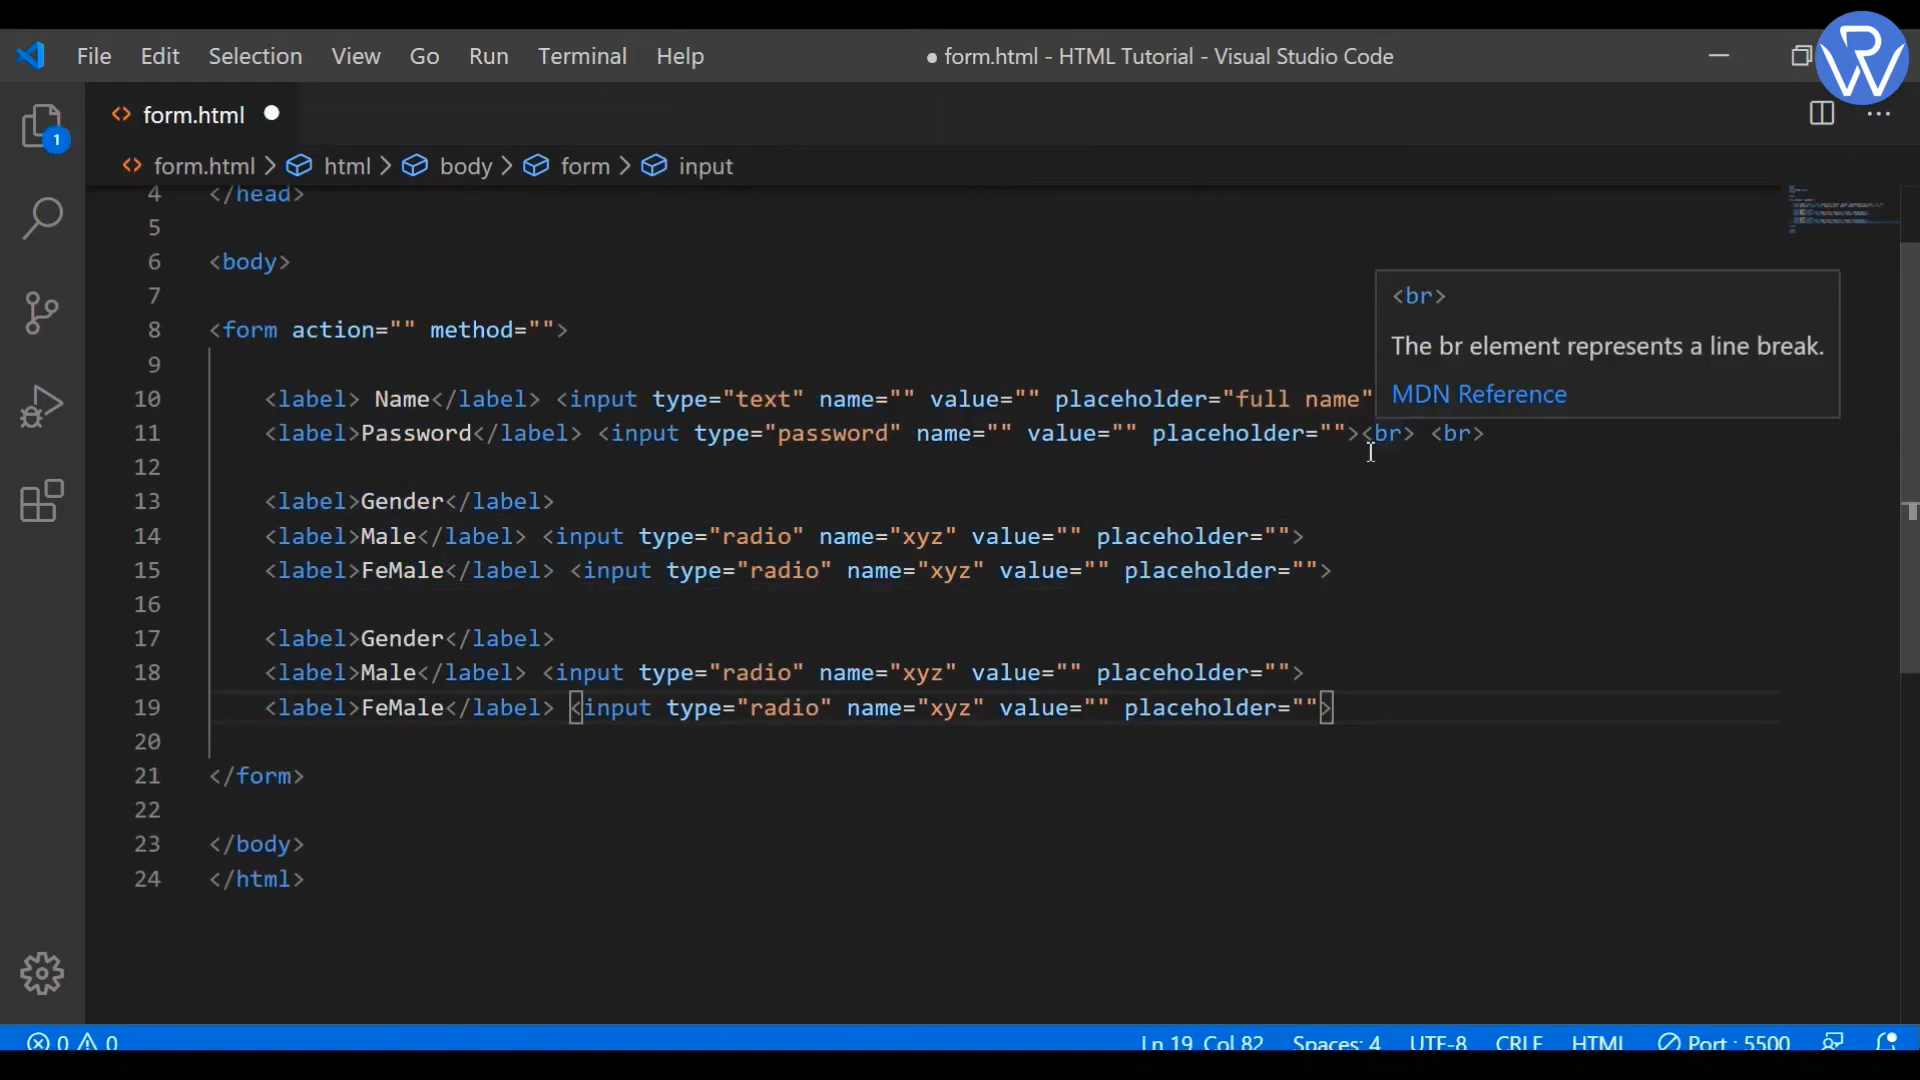 RW
File Edit Selection View Go Run Terminal Help ● form.html - HTML Tutorial - Visual Studio Code
<> form.html ●
1
<> form.html > html > body > form > input
4 </head>
5
6 <body>
7
8 <form action="" method="">
9
10 <label> Name</label> <input type="text" name="" value="" placeholder="full name"
11 <label>Password</label> <input type="password" name="" value="" placeholder=""><br> <br>
12
13 <label>Gender</label>
14 <label>Male</label> <input type="radio" name="xyz" value="" placeholder="">
15 <label>FeMale</label> <input type="radio" name="xyz" value="" placeholder="">
16
17 <label>Gender</label>
18 <label>Male</label> <input type="radio" name="xyz" value="" placeholder="">
19 <label>FeMale</label> <input type="radio" name="xyz" value="" placeholder="">
20
21 </form>
22
23 </body>
24 </html>
<br>
The br element represents a line break.
MDN Reference
0 0 Ln 19, Col 82 Spaces: 4 UTF-8 CRLF HTML Port : 5500